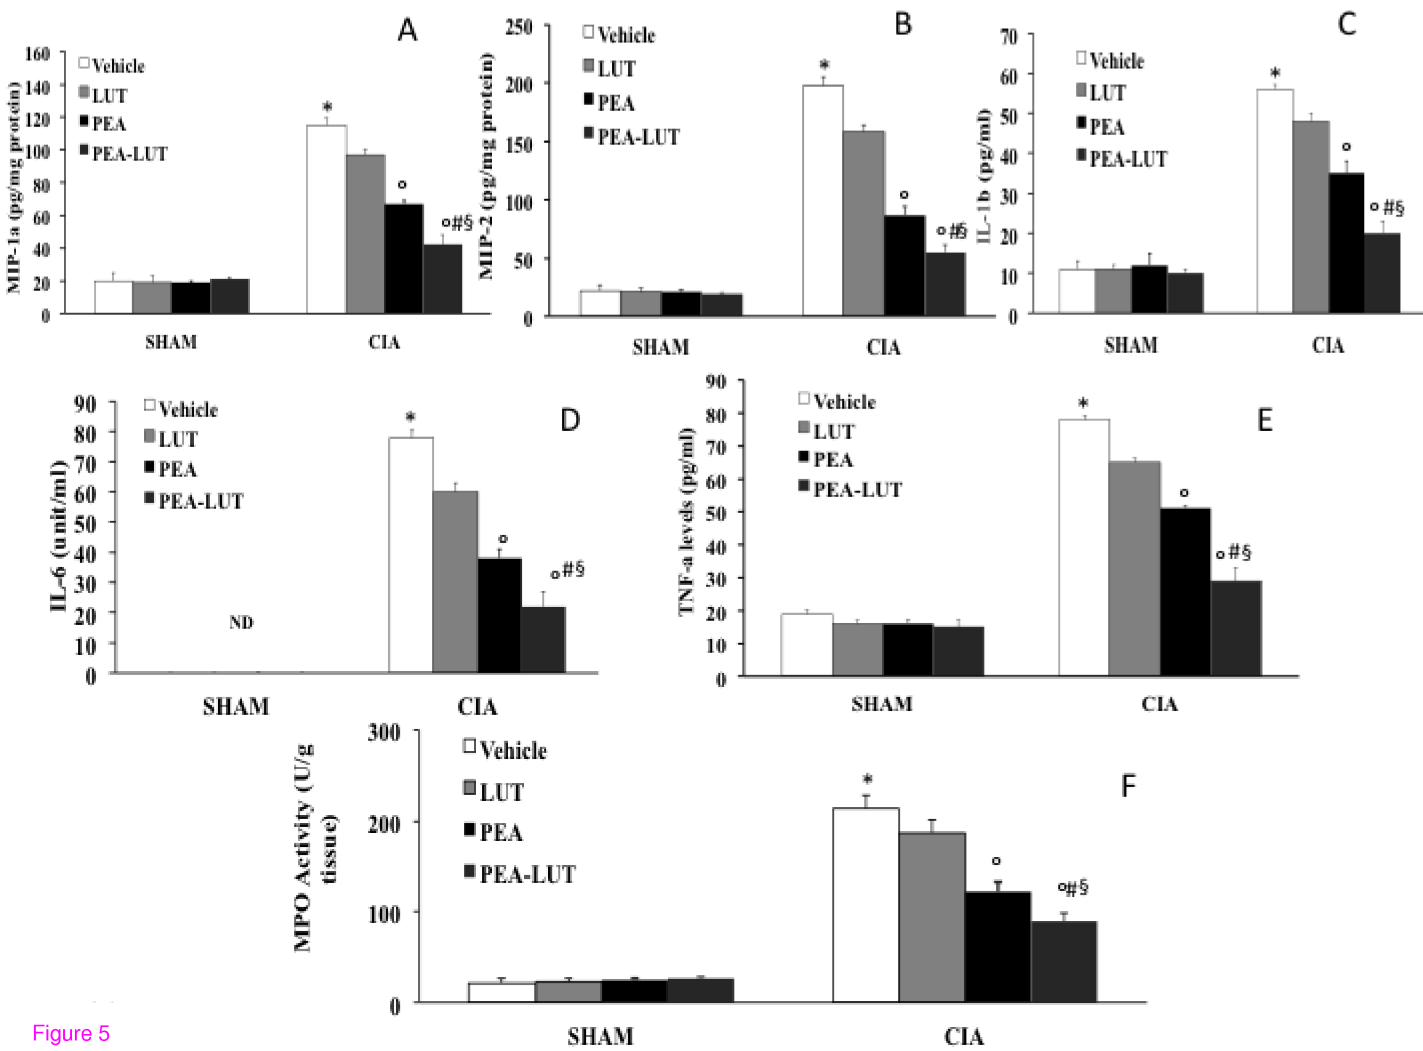 A
160
140
120
100
80
60
40
20
0
MIP-1a (pg/mg protein)
Vehicle
LUT
PEA
PEA-LUT
*
°
°#§
SHAM
CIA
B
250
200
150
100
50
0
MIP-2 (pg/mg protein)
Vehicle
LUT
PEA
PEA-LUT
*
°
°#§
SHAM
CIA
C
70
60
50
40
30
20
10
0
IL-1b (pg/ml)
Vehicle
LUT
PEA
PEA-LUT
*
°
°#§
SHAM
CIA
D
90
80
70
60
50
40
30
20
10
0
IL-6 (unit/ml)
Vehicle
LUT
PEA
PEA-LUT
ND
*
°
°#§
SHAM
CIA
E
90
80
70
60
50
40
30
20
10
0
TNF-a levels (pg/ml)
Vehicle
LUT
PEA
PEA-LUT
*
°
°#§
SHAM
CIA
F
300
200
100
0
MPO Activity (U/g
tissue)
Vehicle
LUT
PEA
PEA-LUT
*
°
°#§
SHAM
CIA
Figure 5